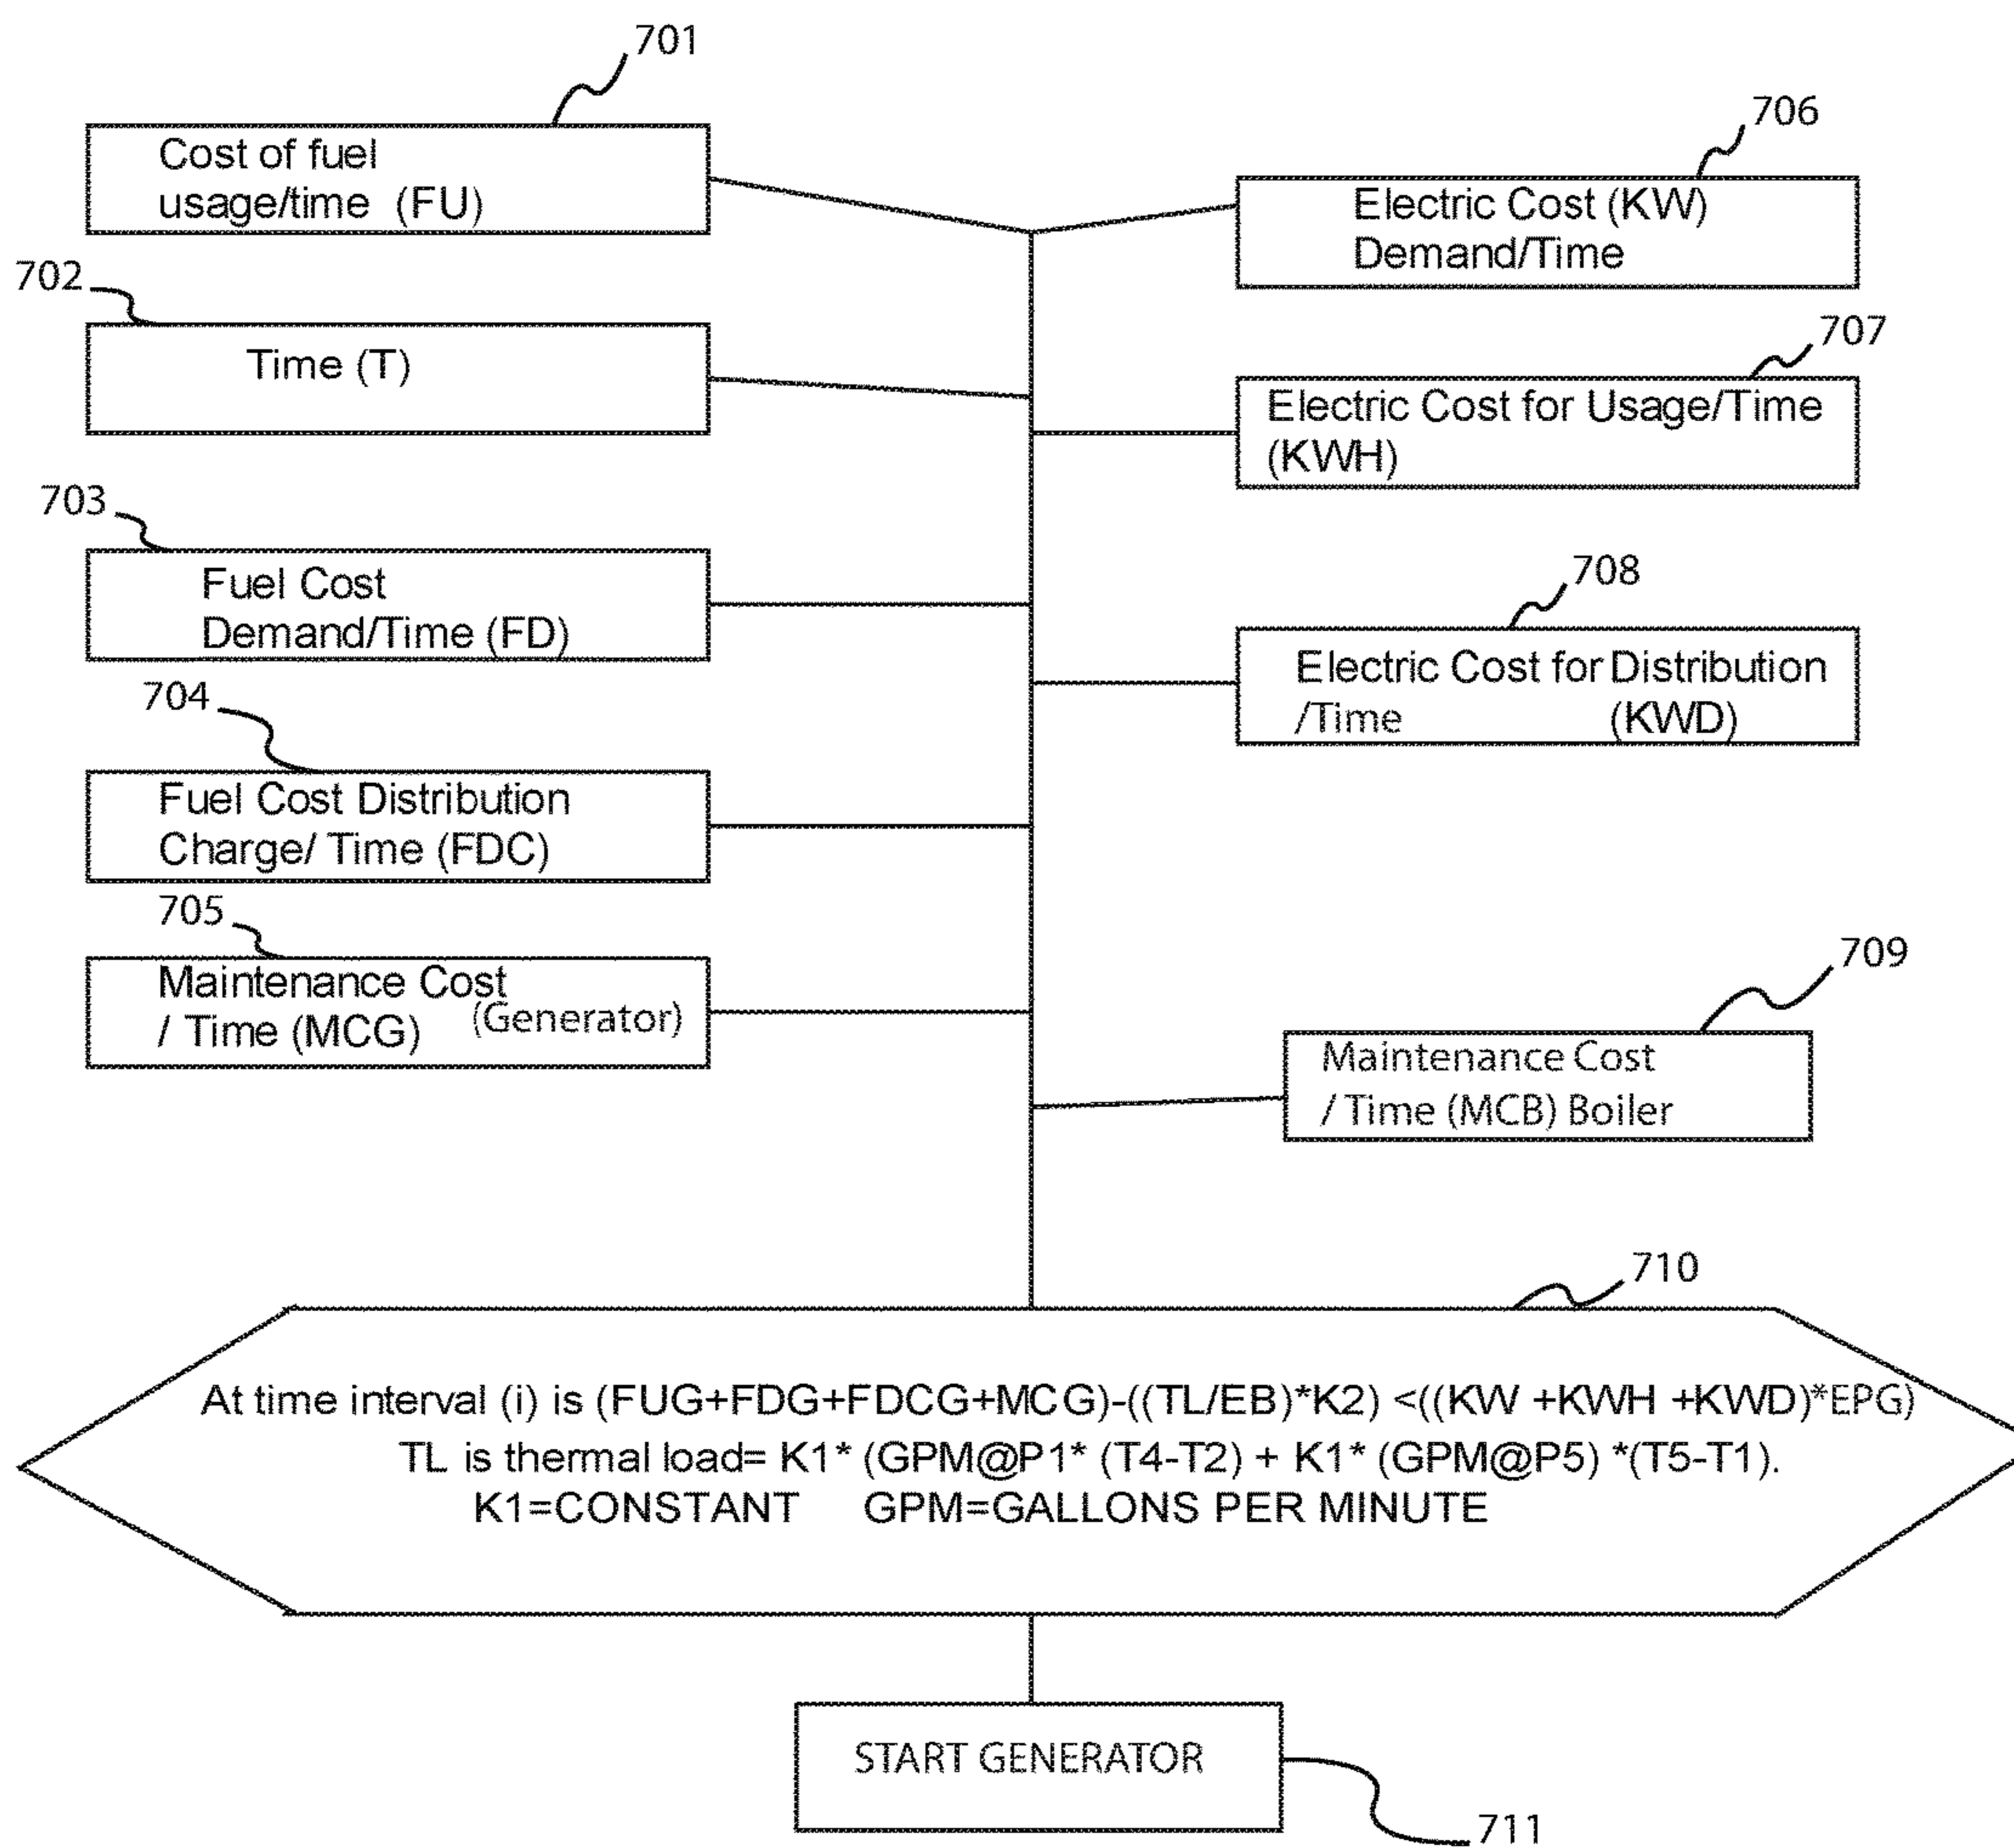 701
Cost of fuel
usage/time (FU)
702
Time (T)
703
Fuel Cost
Demand/Time (FD)
704
Fuel Cost Distribution
Charge/ Time (FDC)
705
Maintenance Cost
/ Time (MCG) (Generator)
706
Electric Cost (KW)
Demand/Time
707
Electric Cost for Usage/Time
(KWH)
708
Electric Cost for Distribution
/Time (KWD)
709
Maintenance Cost
/ Time (MCB) Boiler
710
At time interval (i) is (FUG+FDG+FDCG+MCG)-((TL/EB)*K2) <((KW +KWH +KWD)*EPG)
TL is thermal load= K1* (GPM@P1* (T4-T2) + K1* (GPM@P5) *(T5-T1).
K1=CONSTANT GPM=GALLONS PER MINUTE
START GENERATOR
711